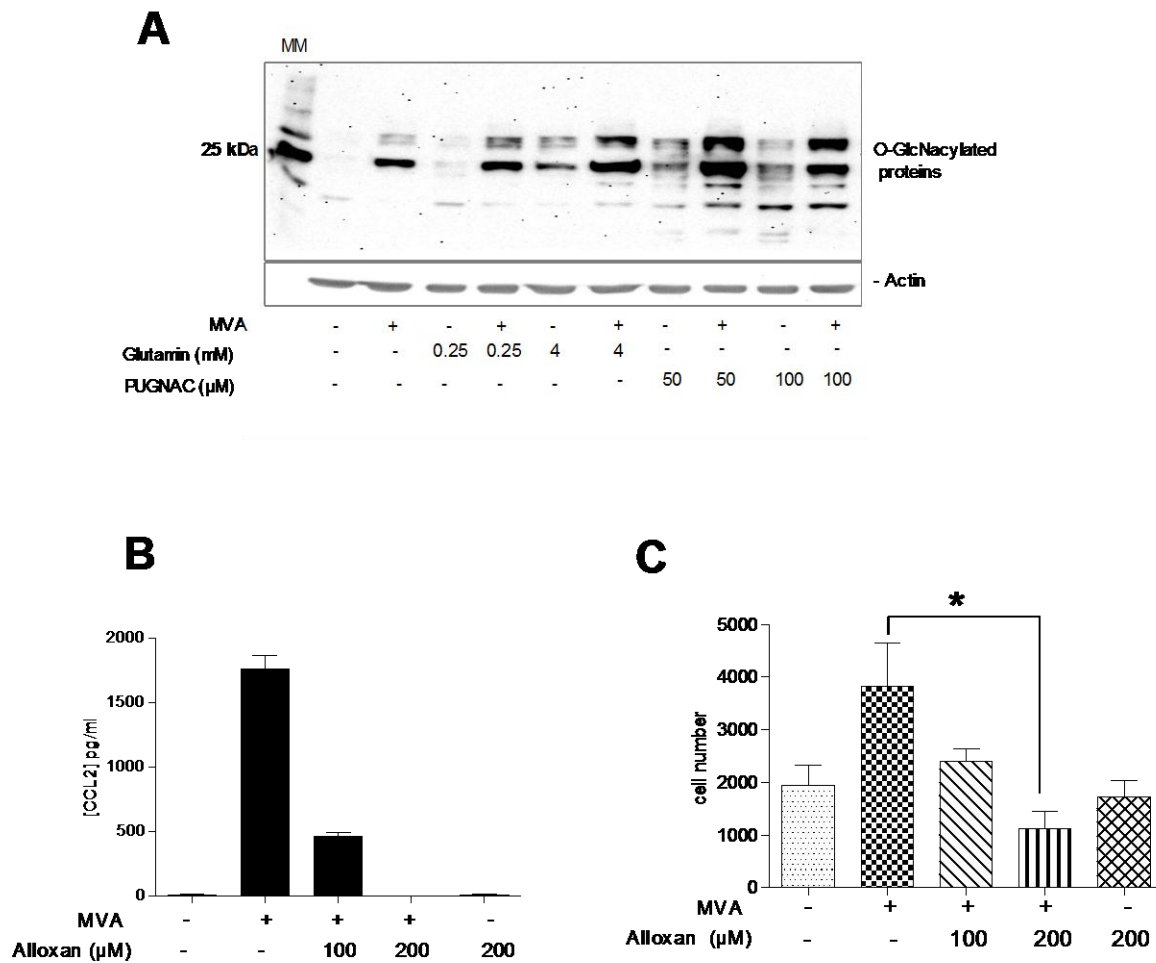 A
MM
25 kDa
O-GlcNacylated
proteins
- Actin
MVA - + - + - + - + - +
Glutamin (mM) - - 0.25 0.25 4 4 - - - -
PUGNAC (µM) - - - - - - 50 50 100 100
B
[CCL2] pg/ml
2000
1500
1000
500
0
MVA - + + + -
Alloxan (µM) - - 100 200 200
C
*
cell number
5000
4000
3000
2000
1000
0
MVA - + + + -
Alloxan (µM) - - 100 200 200